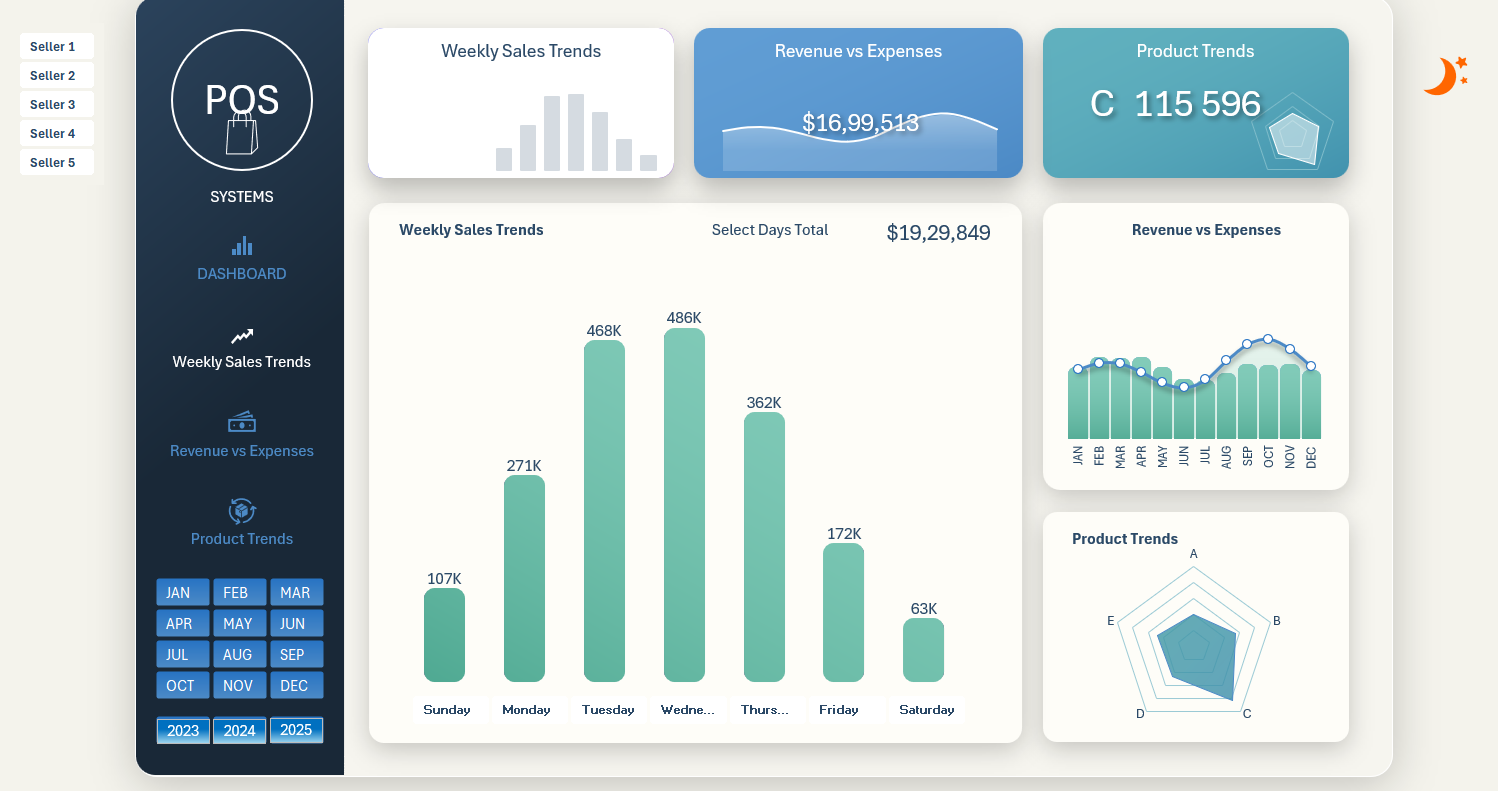 Seller 1
Seller 2
Seller 3
Seller 4
Seller 5
POS
SYSTEMS
DASHBOARD
Weekly Sales Trends
Revenue vs Expenses
Product Trends
JAN FEB MAR
APR MAY JUN
JUL AUG SEP
OCT NOV DEC
2023 2024 2025
Weekly Sales Trends
Revenue vs Expenses
$16,99,513
Product Trends
C 115 596
Weekly Sales Trends Select Days Total $19,29,849
107K
271K
468K
486K
362K
172K
63K
Sunday Monday Tuesday Wedne... Thurs... Friday Saturday
Revenue vs Expenses
JAN FEB MAR APR MAY JUN JUL AUG SEP OCT NOV DEC
Product Trends
A
B
C
D
E